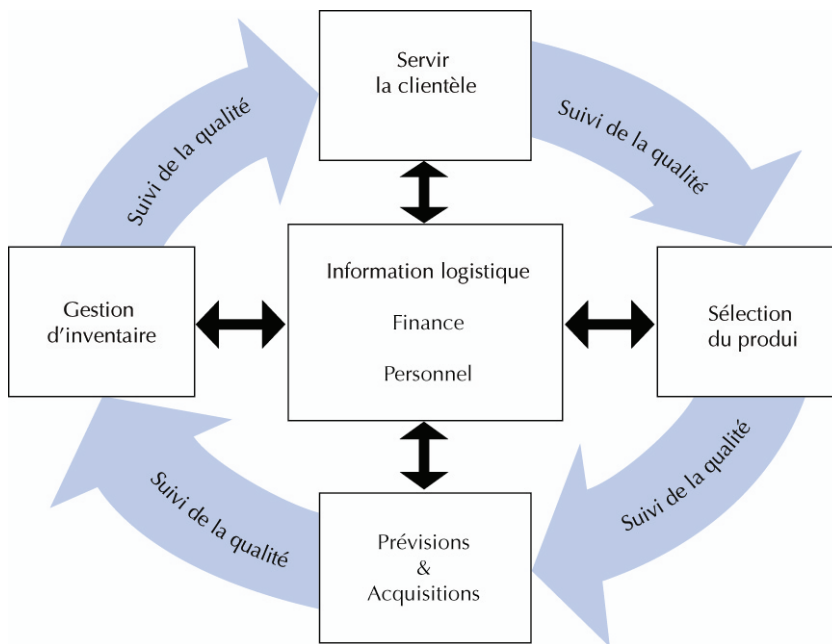 Servir
la clientèle
Suivi de la qualité
Suivi de la qualité
Gestion
d'inventaire
Information logistique
Finance
Personnel
Sélection
du produi
Suivi de la qualité
Suivi de la qualité
Prévisions
&
Acquisitions